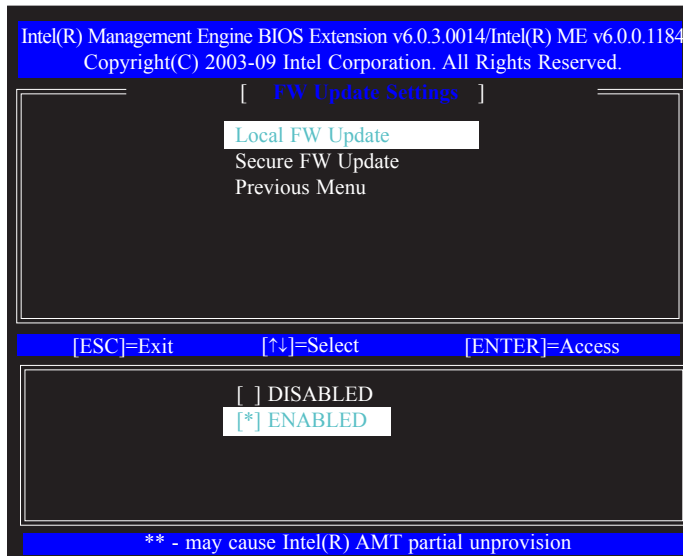 Intel(R) Management Engine BIOS Extension v6.0.3.0014/Intel(R) ME v6.0.0.1184
Copyright(C) 2003-09 Intel Corporation. All Rights Reserved.
[ FW Update Settings ]
Local FW Update
Secure FW Update
Previous Menu
[ESC]=Exit [↑↓]=Select [ENTER]=Access
[ ] DISABLED
[*] ENABLED
** - may cause Intel(R) AMT partial unprovision